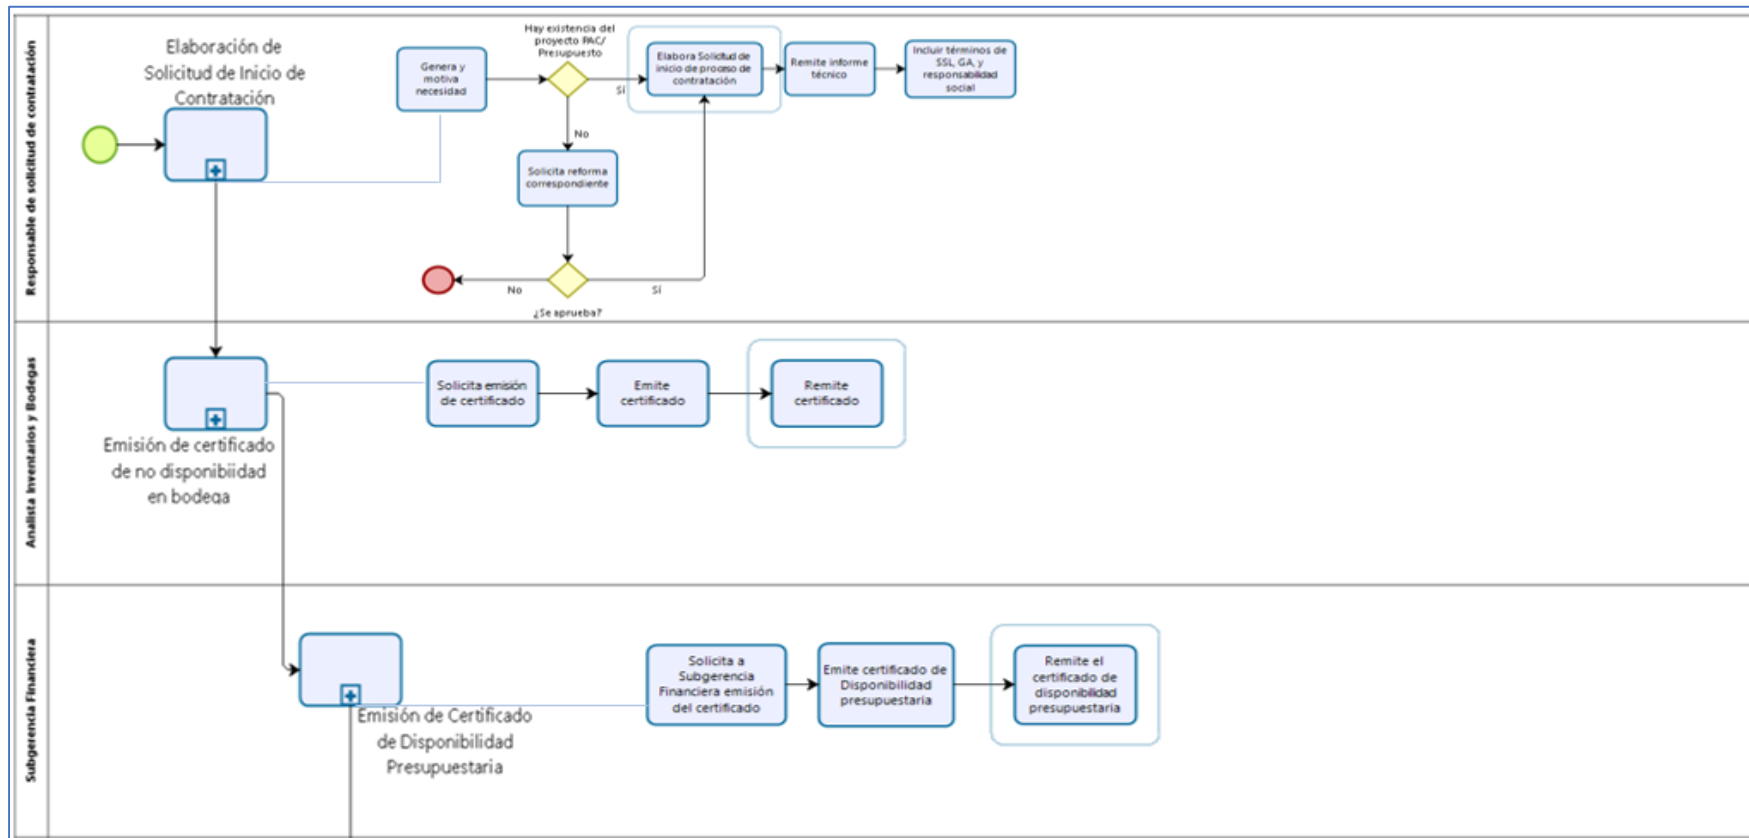 Responsable de solicitud de contratación
Elaboración de
Solicitud de Inicio de
Contratación
Genera y
motiva
necesidad
Hay existencia del
proyecto PAC/
Presupuesto
Sí
No
Elabora Solicitud de
inicio de proceso de
contratación
Remite informe
técnico
Incluir términos de
SSL, GA, y
responsabilidad
social
Solicita reforma
correspondiente
No
Sí
¿Se aprueba?
Analista Inventarios y Bodegas
Emisión de certificado
de no disponibiidad
en bodega
Solicita emisión
de certificado
Emite
certificado
Remite
certificado
Subgerencia Financiera
Emisión de Certificado
de Disponibilidad
Presupuestaria
Solicita a
Subgerencia
Financiera emisión
del certificado
Emite certificado de
Disponibilidad
presupuestaria
Remite el
certificado de
disponibilidad
presupuestaria